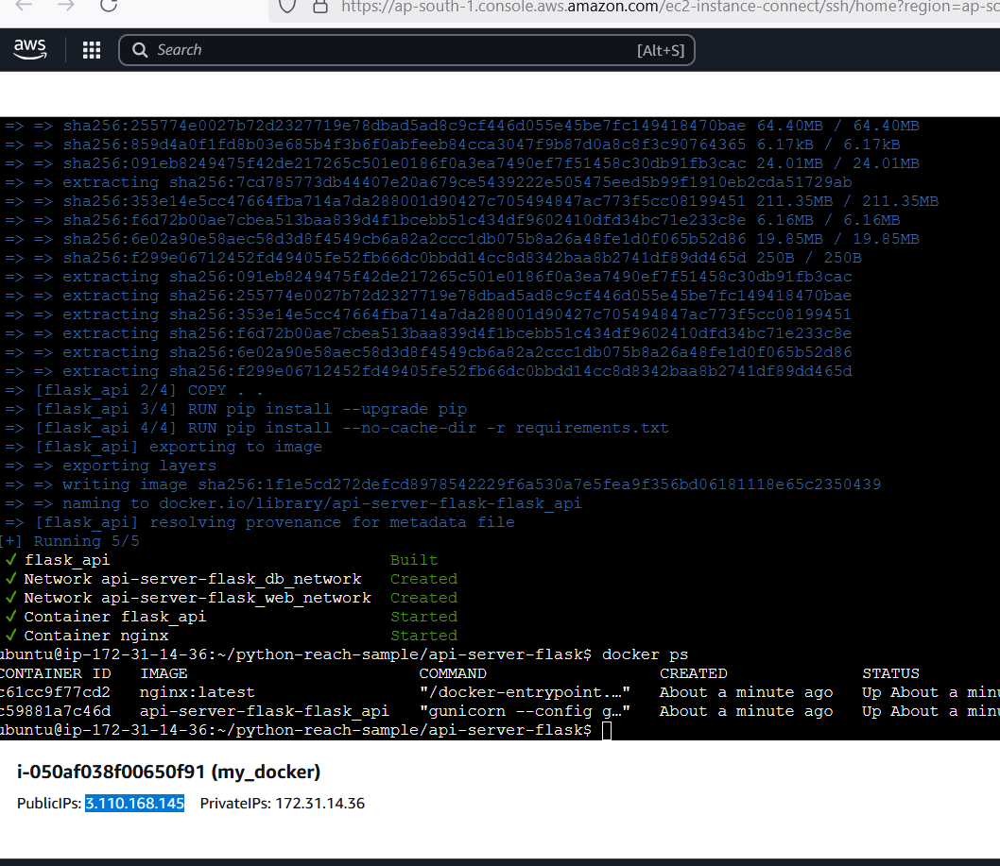 https://ap-south-1.console.aws.amazon.com/ec2-instance-connect/ssh/home?region=ap-so
aws
Search [Alt+S]
=> => sha256:255774e0027b72d2327719e78dbad5ad8c9cf446d055e45be7fc149418470bae 64.40MB / 64.40MB
=> => sha256:859d4a0f1fd8b03e685b4f3b6f0abfeeb84cca3047f9b87d0a8c8f3c90764365 6.17kB / 6.17kB
=> => sha256:091eb8249475f42de217265c501e0186f0a3ea7490ef7f51458c30db91fb3cac 24.01MB / 24.01MB
=> => extracting sha256:7cd785773db44407e20a679ce5439222e505475eed5b99f1910eb2cda51729ab
=> => sha256:353e14e5cc47664fba714a7da288001d90427c705494847ac773f5cc08199451 211.35MB / 211.35MB
=> => sha256:f6d72b00ae7cbea513baa839d4f1bcebb51c434df9602410dfd34bc71e233c8e 6.16MB / 6.16MB
=> => sha256:6e02a90e58aec58d3d8f4549cb6a82a2ccc1db075b8a26a48fe1d0f065b52d86 19.85MB / 19.85MB
=> => sha256:f299e06712452fd49405fe52fb66dc0bbdd14cc8d8342baa8b2741df89dd465d 250B / 250B
=> => extracting sha256:091eb8249475f42de217265c501e0186f0a3ea7490ef7f51458c30db91fb3cac
=> => extracting sha256:255774e0027b72d2327719e78dbad5ad8c9cf446d055e45be7fc149418470bae
=> => extracting sha256:353e14e5cc47664fba714a7da288001d90427c705494847ac773f5cc08199451
=> => extracting sha256:f6d72b00ae7cbea513baa839d4f1bcebb51c434df9602410dfd34bc71e233c8e
=> => extracting sha256:6e02a90e58aec58d3d8f4549cb6a82a2ccc1db075b8a26a48fe1d0f065b52d86
=> => extracting sha256:f299e06712452fd49405fe52fb66dc0bbdd14cc8d8342baa8b2741df89dd465d
=> [flask_api 2/4] COPY . .
=> [flask_api 3/4] RUN pip install --upgrade pip
=> [flask_api 4/4] RUN pip install --no-cache-dir -r requirements.txt
=> [flask_api] exporting to image
=> => exporting layers
=> => writing image sha256:1f1e5cd272defcd8978542229f6a530a7e5fea9f356bd06181118e65c2350439
=> => naming to docker.io/library/api-server-flask-flask_api
=> [flask_api] resolving provenance for metadata file
[+] Running 5/5
✓ flask_api Built
✓ Network api-server-flask_db_network Created
✓ Network api-server-flask_web_network Created
✓ Container flask_api Started
✓ Container nginx Started
ubuntu@ip-172-31-14-36:~/python-reach-sample/api-server-flask$ docker ps
CONTAINER ID IMAGE COMMAND CREATED STATUS
c61cc9f77cd2 nginx:latest "/docker-entrypoint.…" About a minute ago Up About a minu
c59881a7c46d api-server-flask-flask_api "gunicorn --config g…" About a minute ago Up About a minu
ubuntu@ip-172-31-14-36:~/python-reach-sample/api-server-flask$
i-050af038f00650f91 (my_docker)
PublicIPs: 3.110.168.145 PrivateIPs: 172.31.14.36